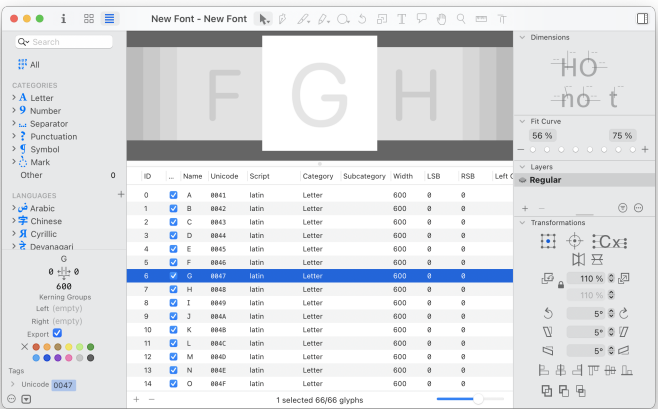 New Font - New Font
Search
All
CATEGORIES
Letter
Number
Separator
Punctuation
Symbol
Mark
Other 0
LANGUAGES
Arabic
Chinese
Cyrillic
Devanagari
G
0 0
600
Kerning Groups
Left (empty)
Right (empty)
Export
Tags
Unicode 0047
F G H
ID ... Name Unicode Script Category Subcategory Width LSB RSB
0 A 0041 latin Letter 600 0 0
1 B 0042 latin Letter 600 0 0
2 C 0043 latin Letter 600 0 0
3 D 0044 latin Letter 600 0 0
4 E 0045 latin Letter 600 0 0
5 F 0046 latin Letter 600 0 0
6 G 0047 latin Letter 600 0 0
7 H 0048 latin Letter 600 0 0
8 I 0049 latin Letter 600 0 0
9 J 004A latin Letter 600 0 0
10 K 004B latin Letter 600 0 0
11 L 004C latin Letter 600 0 0
12 M 004D latin Letter 600 0 0
13 N 004E latin Letter 600 0 0
14 O 004F latin Letter 600 0 0
1 selected 66/66 glyphs
Dimensions
HO
no t
Fit Curve
56 % 75 %
Layers
Regular
Transformations
110 %
110 %
5°
5°
5°